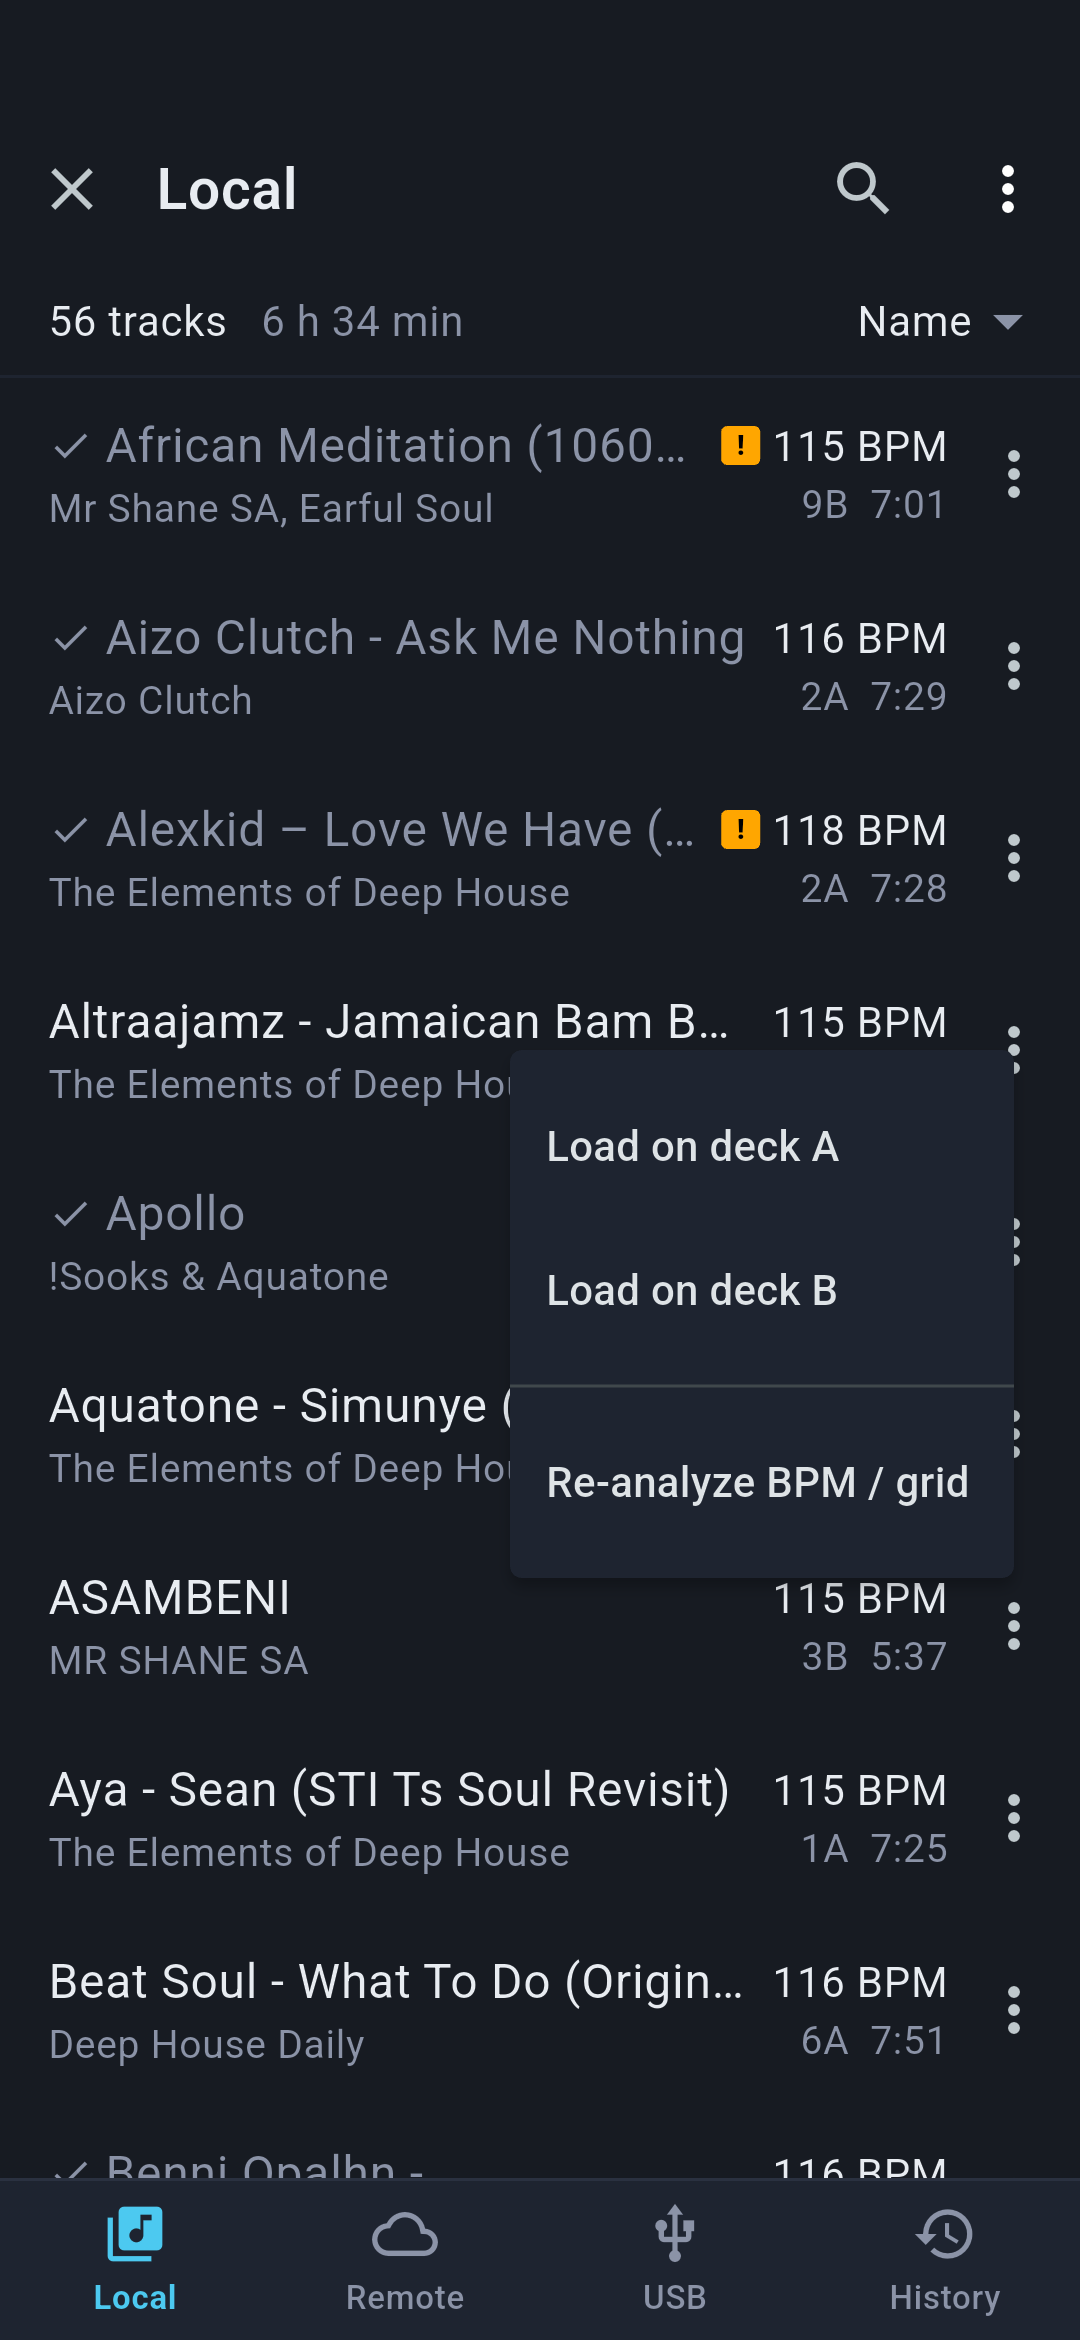 Local
56 tracks 6 h 34 min Name
African Meditation (1060... ! 115 BPM
Mr Shane SA, Earful Soul 9B 7:01
Aizo Clutch - Ask Me Nothing 116 BPM
Aizo Clutch 2A 7:29
Alexkid – Love We Have (... ! 118 BPM
The Elements of Deep House 2A 7:28
Altraajamz - Jamaican Bam B... 115 BPM
The Elements of Deep Hou
Load on deck A
Apollo
!Sooks & Aquatone
Load on deck B
Aquatone - Simunye (
The Elements of Deep Hou
Re-analyze BPM / grid
ASAMBENI 115 BPM
MR SHANE SA 3B 5:37
Aya - Sean (STI Ts Soul Revisit) 115 BPM
The Elements of Deep House 1A 7:25
Beat Soul - What To Do (Origin... 116 BPM
Deep House Daily 6A 7:51
Benni Opalhn - 116 BPM
Local Remote USB History